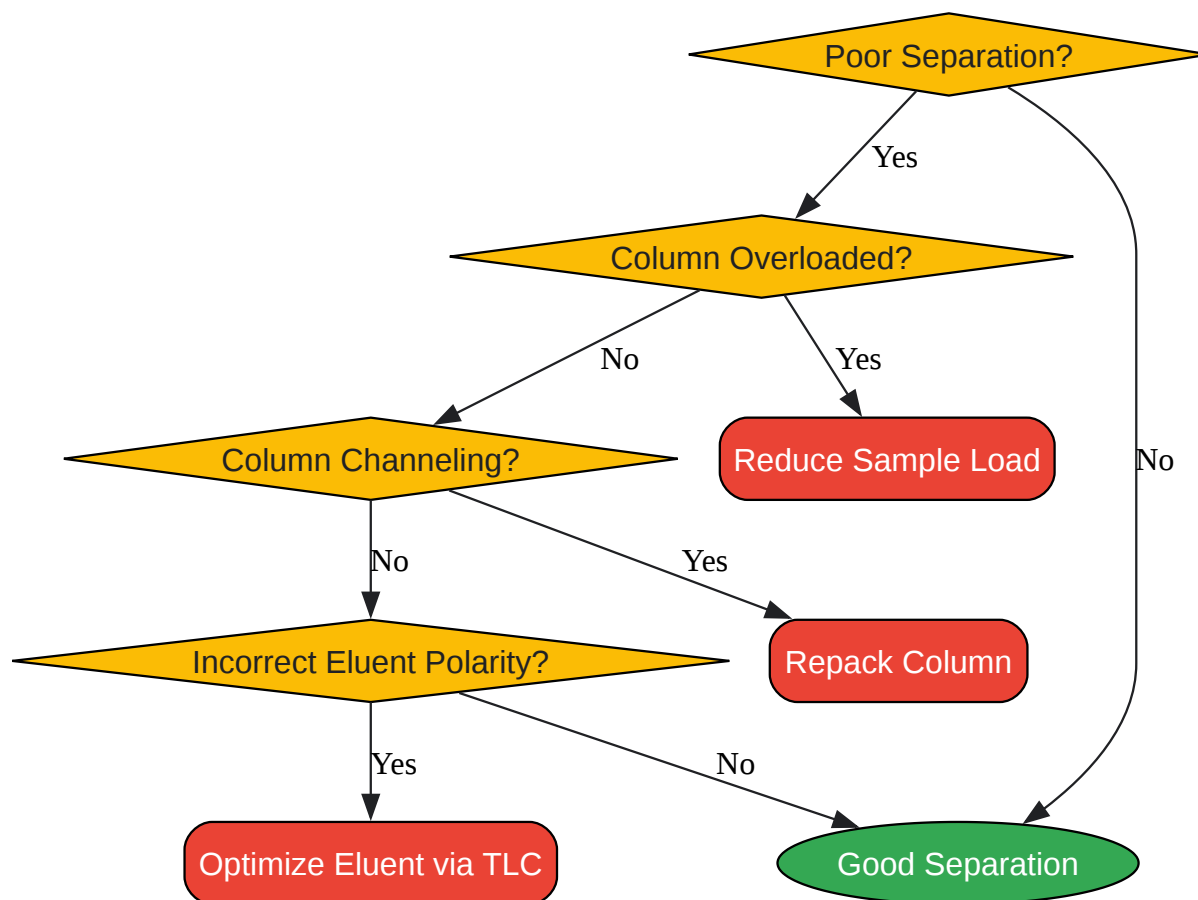 Poor Separation?
Yes
Column Overloaded?
No
Yes
Column Channeling?
Reduce Sample Load
No
No
Yes
Incorrect Eluent Polarity?
Repack Column
Yes
No
Optimize Eluent via TLC
Good Separation